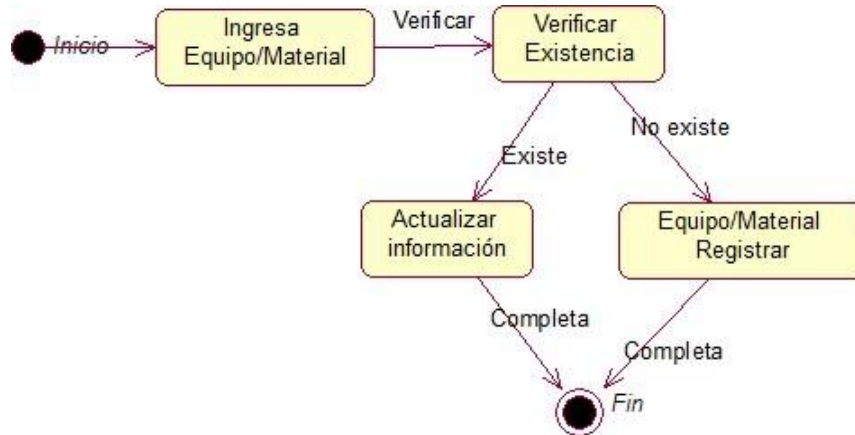 Inicio
Ingresa
Equipo/Material
Verificar
Verificar
Existencia
Existe
No existe
Actualizar
información
Equipo/Material
Registrar
Completa
Completa
Fin